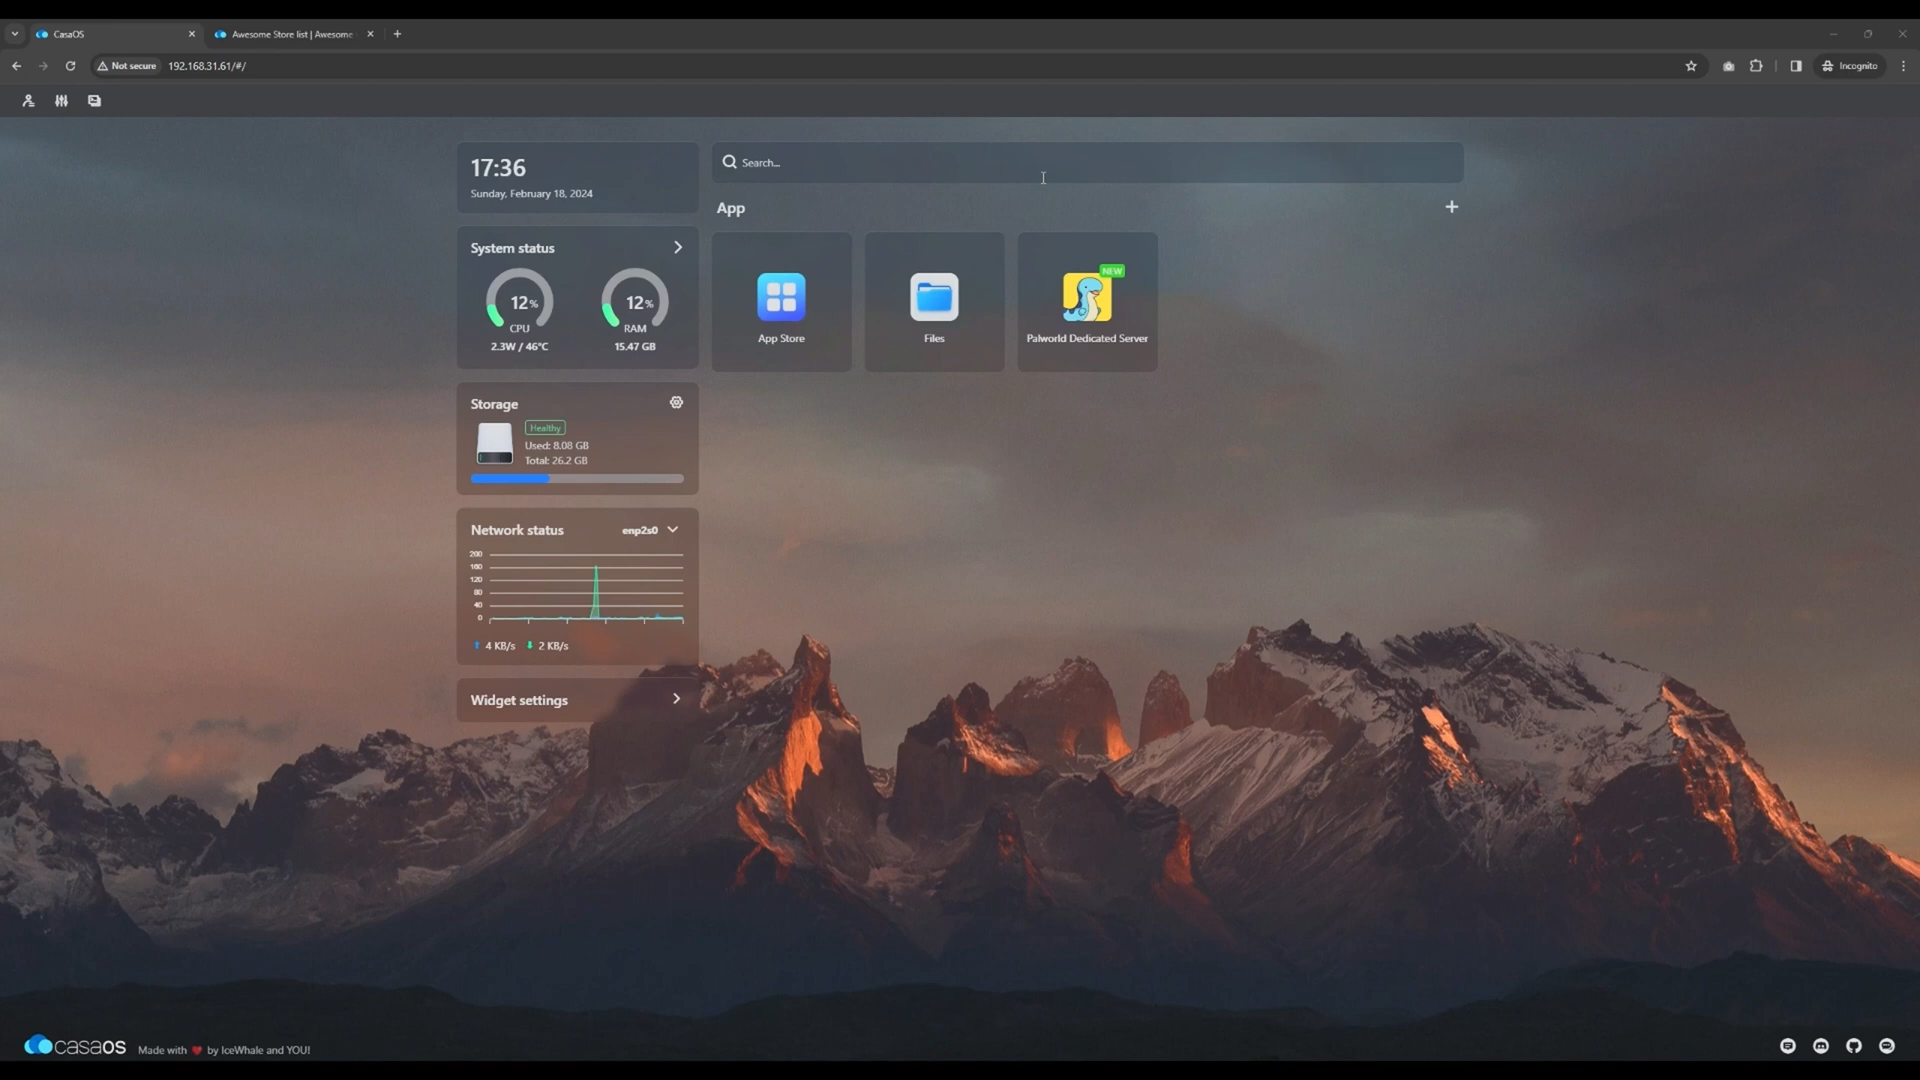 CasaOS
Awesome Store list | Awesome
Not secure
192.168.31.61/#/
Incognito
17:36
Sunday, February 18, 2024
Search...
App
System status
12%
CPU
2.3W / 46°C
12%
RAM
15.47 GB
App Store
Files
NEW
Palworld Dedicated Server
Storage
Healthy
Used: 8.08 GB
Total: 26.2 GB
Network status
enp2s0
200
160
120
80
40
0
4 KB/s
2 KB/s
Widget settings
casaOS
Made with ❤ by IceWhale and YOU!